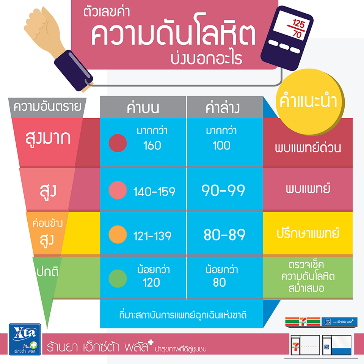 ตัวเลขค่า
ความดันโลหิต
บ่งบอกอะไร
125
70
ความอันตราย
ค่าบน
ค่าล่าง
คำแนะนำ
สูงมาก
มากกว่า
160
มากกว่า
100
พบแพทย์ด่วน
สูง
140-159
90-99
พบแพทย์
ค่อนข้าง
สูง
121-139
80-89
ปรึกษาแพทย์
ปกติ
น้อยกว่า
120
น้อยกว่า
80
ตรวจเช็ค
ความดันโลหิต
สม่ำเสมอ
ที่มา:สถาบันการแพทย์ฉุกเฉินแห่งชาติ
Xta
ร้านยา เอ็กซ์ต้า พลัส